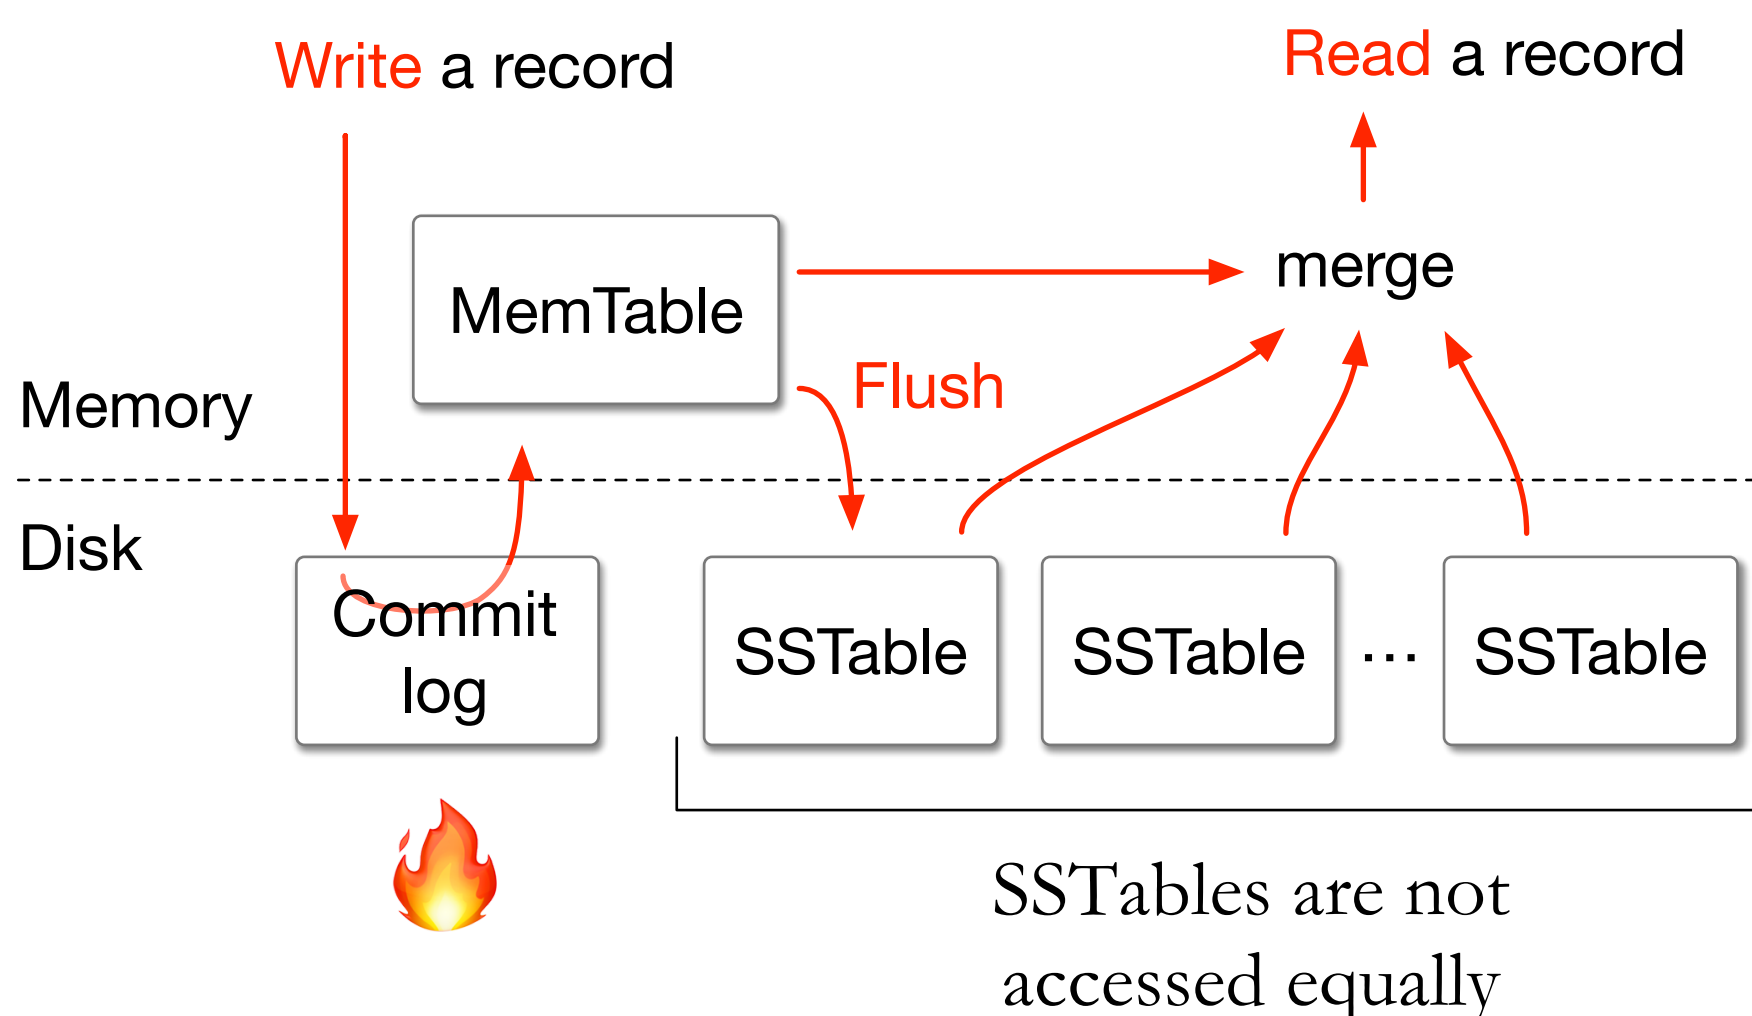 Write a record
Read a record
MemTable
merge
Flush
Memory
Disk
Commit
log
SSTable
SSTable
...
SSTable
SSTables are not
accessed equally